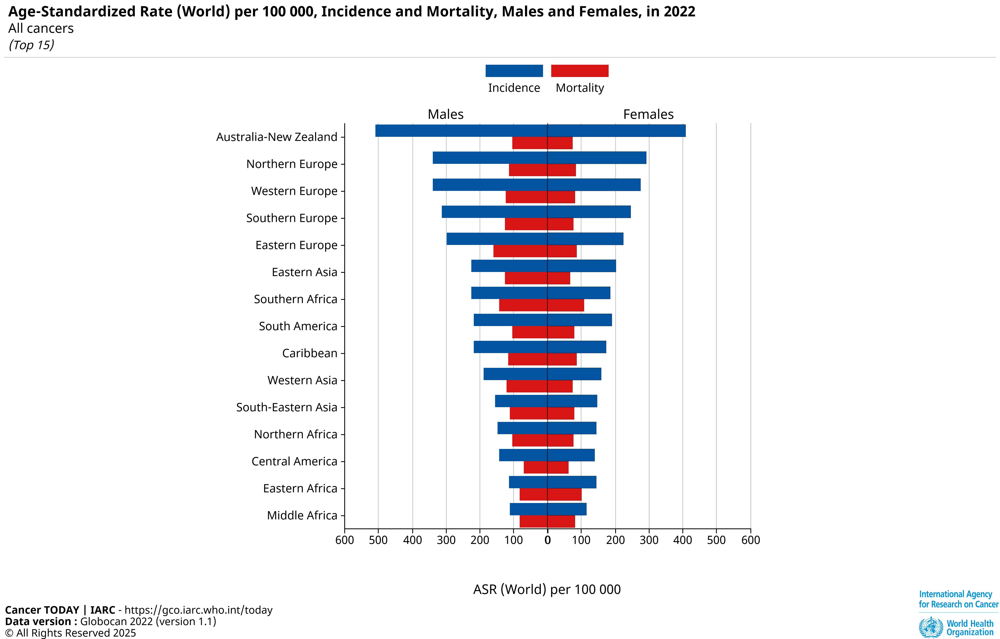 Age-Standardized Rate (World) per 100 000, Incidence and Mortality, Males and Females, in 2022
All cancers
(Top 15)
Incidence Mortality
Males Females
Australia-New Zealand
Northern Europe
Western Europe
Southern Europe
Eastern Europe
Eastern Asia
Southern Africa
South America
Caribbean
Western Asia
South-Eastern Asia
Northern Africa
Central America
Eastern Africa
Middle Africa
600 500 400 300 200 100 0 0 100 200 300 400 500 600
ASR (World) per 100 000
Cancer TODAY | IARC - https://gco.iarc.who.int/today
Data version : Globocan 2022 (version 1.1)
© All Rights Reserved 2025
International Agency
for Research on Cancer
World Health
Organization